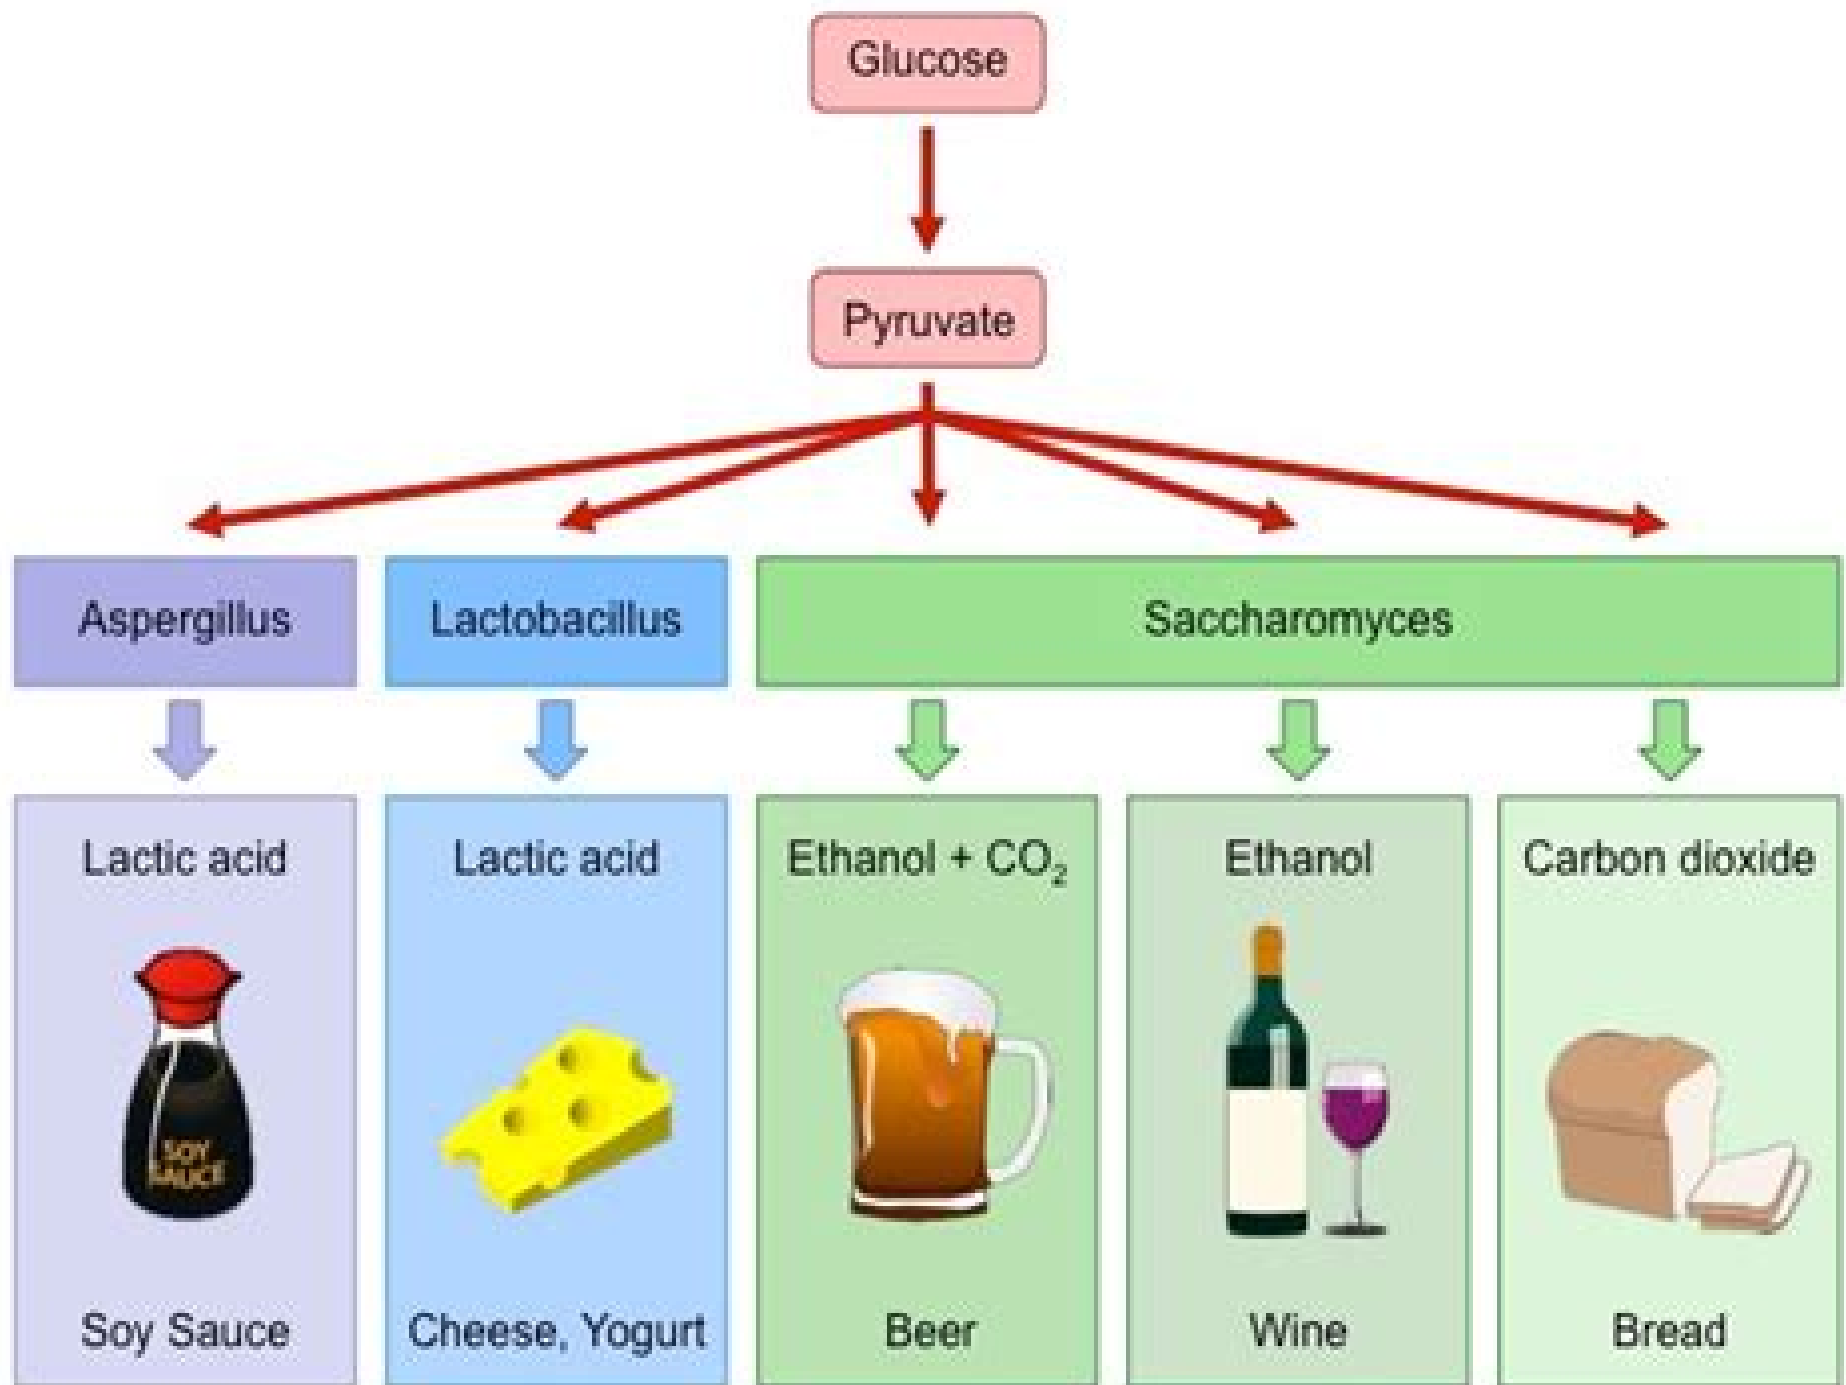 Glucose
Pyruvate
Aspergillus
Lactobacillus
Saccharomyces
Lactic acid
Lactic acid
Ethanol + CO₂
Ethanol
Carbon dioxide
SOY
SAUCE
Soy Sauce
Cheese, Yogurt
Beer
Wine
Bread